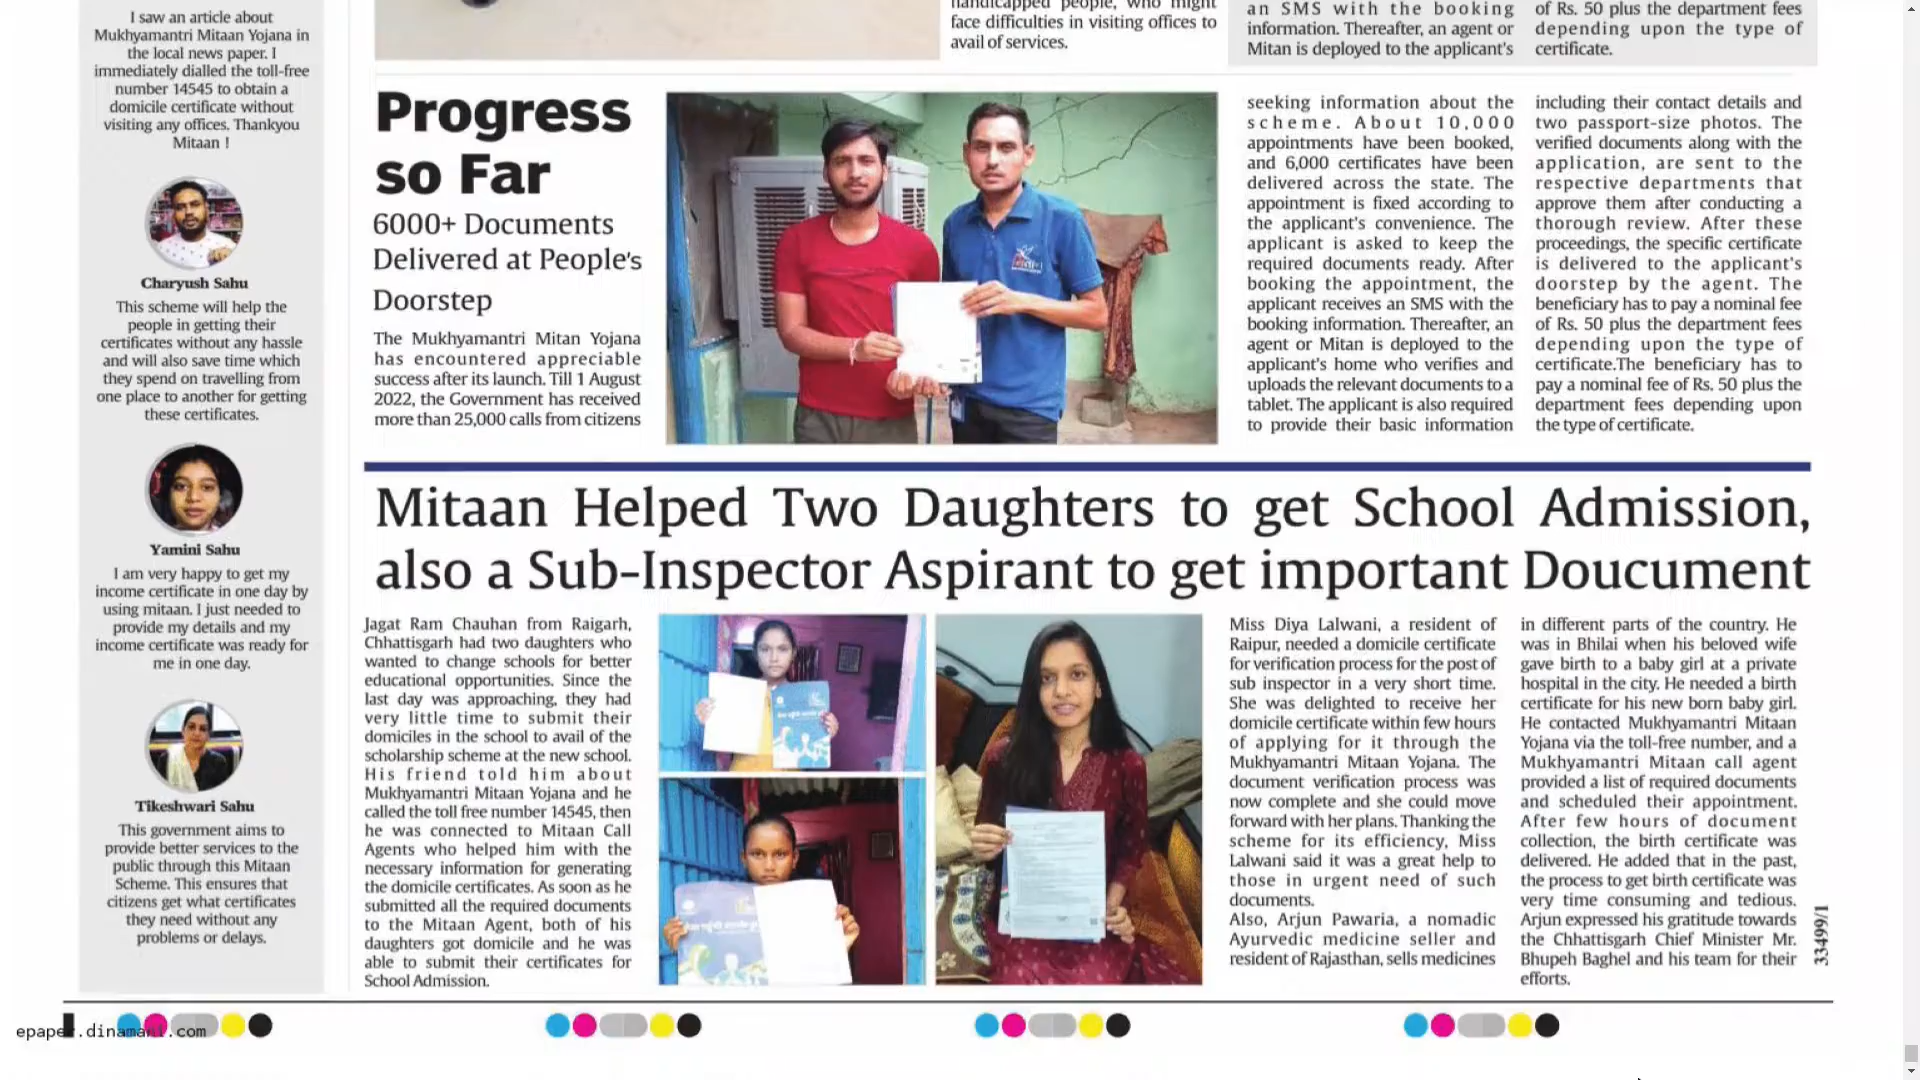 I saw an article about
Mukhyamantri Mitaan Yojana in
the local news paper. I
immediately dialled the toll-free
number 14545 to obtain a
domicile certificate without
visiting any offices. Thankyou
Mitaan !
Charyush Sahu
This scheme will help the
people in getting their
certificates without any hassle
and will also save time which
they spend on travelling from
one place to another for getting
these certificates.
Yamini Sahu
I am very happy to get my
income certificate in one day by
using mitaan. I just needed to
provide my details and my
income certificate was ready for
me in one day.
Tikeshwari Sahu
This government aims to
provide better services to the
public through this Mitaan
Scheme. This ensures that
citizens get what certificates
they need without any
problems or delays.
handicapped people, who might
face difficulties in visiting offices to
avail of services.
an SMS with the booking
information. Thereafter, an agent or
Mitan is deployed to the applicant's
of Rs. 50 plus the department fees
depending upon the type of
certificate.
Progress
so Far
6000+ Documents
Delivered at People's
Doorstep
The Mukhyamantri Mitan Yojana
has encountered appreciable
success after its launch. Till 1 August
2022, the Government has received
more than 25,000 calls from citizens
seeking information about the
scheme. About 10,000
appointments have been booked,
and 6,000 certificates have been
delivered across the state. The
appointment is fixed according to
the applicant's convenience. The
applicant is asked to keep the
required documents ready. After
booking the appointment, the
applicant receives an SMS with the
booking information. Thereafter, an
agent or Mitan is deployed to the
applicant's home who verifies and
uploads the relevant documents to a
tablet. The applicant is also required
to provide their basic information
including their contact details and
two passport-size photos. The
verified documents along with the
application, are sent to the
respective departments that
approve them after conducting a
thorough review. After these
proceedings, the specific certificate
is delivered to the applicant's
doorstep by the agent. The
beneficiary has to pay a nominal fee
of Rs. 50 plus the department fees
depending upon the type of
certificate.The beneficiary has to
pay a nominal fee of Rs. 50 plus the
department fees depending upon
the type of certificate.
Mitaan Helped Two Daughters to get School Admission,
also a Sub-Inspector Aspirant to get important Doucument
Jagat Ram Chauhan from Raigarh,
Chhattisgarh had two daughters who
wanted to change schools for better
educational opportunities. Since the
last day was approaching, they had
very little time to submit their
domiciles in the school to avail of the
scholarship scheme at the new school.
His friend told him about
Mukhyamantri Mitaan Yojana and he
called the toll free number 14545, then
he was connected to Mitaan Call
Agents who helped him with the
necessary information for generating
the domicile certificates. As soon as he
submitted all the required documents
to the Mitaan Agent, both of his
daughters got domicile and he was
able to submit their certificates for
School Admission.
Miss Diya Lalwani, a resident of
Raipur, needed a domicile certificate
for verification process for the post of
sub inspector in a very short time.
She was delighted to receive her
domicile certificate within few hours
of applying for it through the
Mukhyamantri Mitaan Yojana. The
document verification process was
now complete and she could move
forward with her plans. Thanking the
scheme for its efficiency, Miss
Lalwani said it was a great help to
those in urgent need of such
documents.
Also, Arjun Pawaria, a nomadic
Ayurvedic medicine seller and
resident of Rajasthan, sells medicines
in different parts of the country. He
was in Bhilai when his beloved wife
gave birth to a baby girl at a private
hospital in the city. He needed a birth
certificate for his new born baby girl.
He contacted Mukhyamantri Mitaan
Yojana via the toll-free number, and a
Mukhyamantri Mitaan call agent
provided a list of required documents
and scheduled their appointment.
After few hours of document
collection, the birth certificate was
delivered. He added that in the past,
the process to get birth certificate was
very time consuming and tedious.
Arjun expressed his gratitude towards
the Chhattisgarh Chief Minister Mr.
Bhupeh Baghel and his team for their
efforts.
33499/1
epaper.dinamani.com